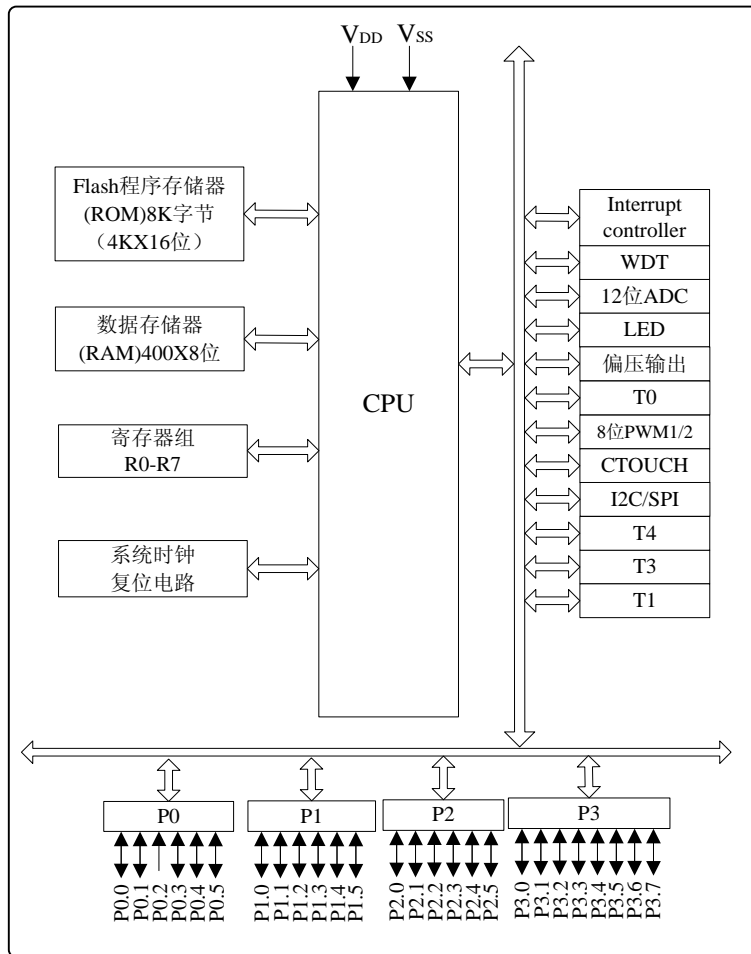 VDD VSS
Flash程序存储器
(ROM)8K字节
（4KX16位）
数据存储器
(RAM)400X8位
寄存器组
R0-R7
系统时钟
复位电路
CPU
Interrupt
controller
WDT
12位ADC
LED
偏压输出
T0
8位PWM1/2
CTOUCH
I2C/SPI
T4
T3
T1
P0
P1
P2
P3
P0.0
P0.1
P0.2
P0.3
P0.4
P0.5
P1.0
P1.1
P1.2
P1.3
P1.4
P1.5
P2.0
P2.1
P2.2
P2.3
P2.4
P2.5
P3.0
P3.1
P3.2
P3.3
P3.4
P3.5
P3.6
P3.7